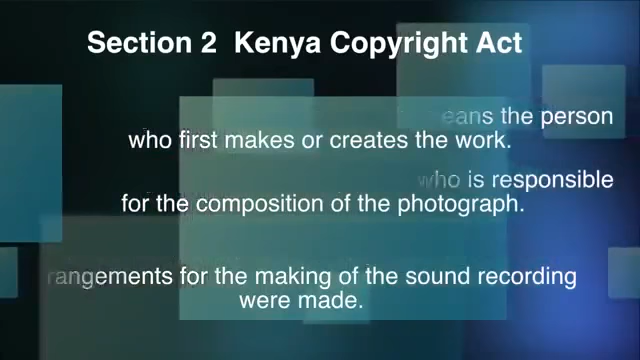 Section 2 Kenya Copyright Act
eans the person
who first makes or creates the work.
who is responsible
for the composition of the photograph.
rangements for the making of the sound recording
were made.